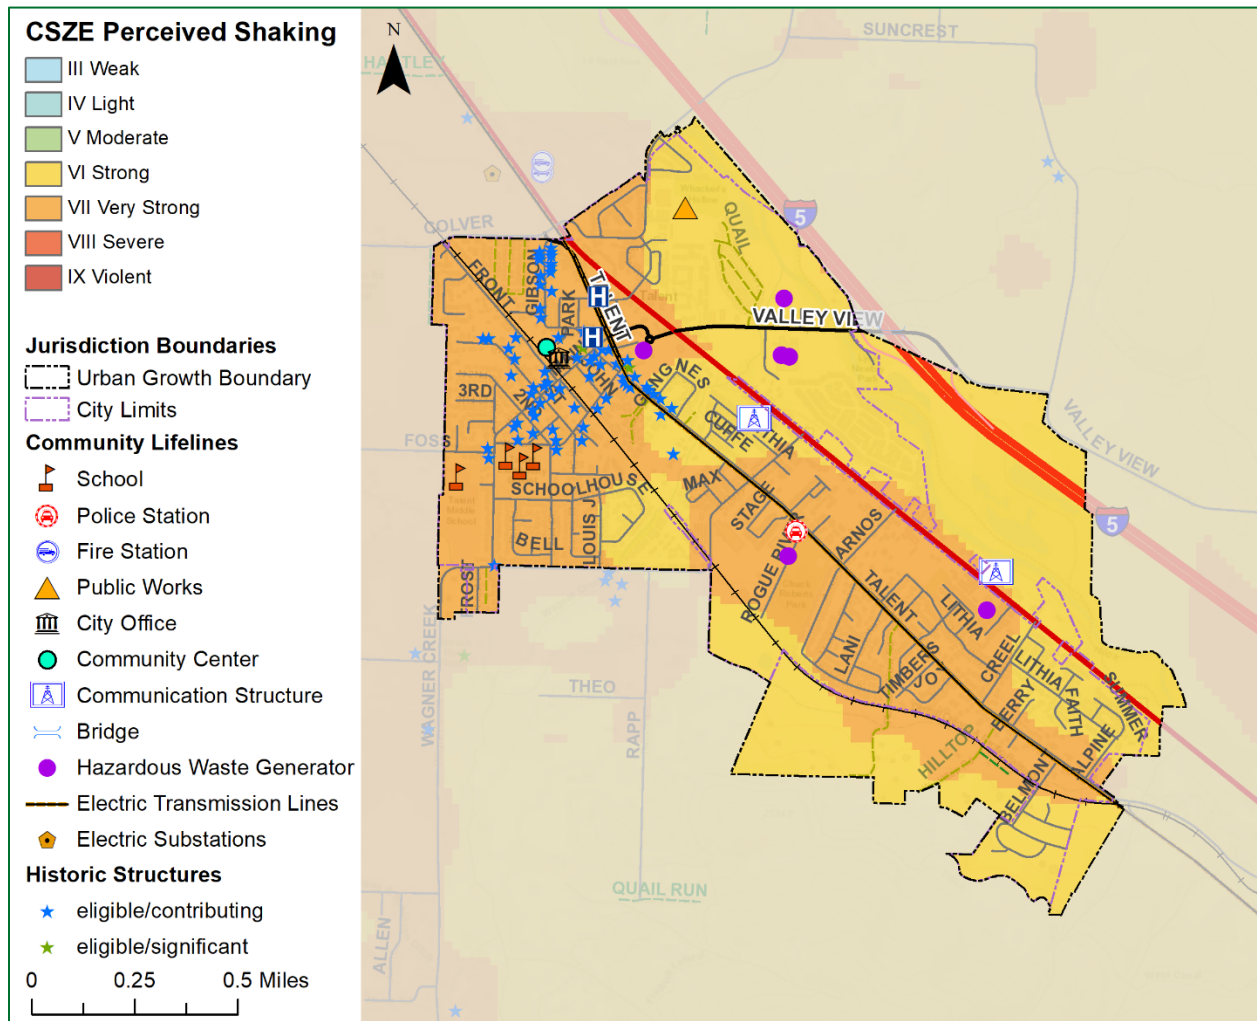 CSZE Perceived Shaking
III Weak
IV Light
V Moderate
VI Strong
VII Very Strong
VIII Severe
IX Violent
Jurisdiction Boundaries
Urban Growth Boundary
City Limits
Community Lifelines
School
Police Station
Fire Station
Public Works
City Office
Community Center
Communication Structure
Bridge
Hazardous Waste Generator
Electric Transmission Lines
Electric Substations
Historic Structures
eligible/contributing
eligible/significant
0 0.25 0.5 Miles
N
SUNCREST
HARTLEY
COLVER
5
QUAIL
FRONT
GIBSON
PARK
TALENT
H
Talent
VALLEY VIEW
H
JOHN
3RD
2ND
FOSS
CUFFE
LITHIA
VALLEY VIEW
MAX
SCHOOLHOUSE
STAGE
ARNOS
5
BELL
LOUIS J
ROGUE RIVER
FROST
TALENT
LITHIA
WAGNER CREEK
THEO
RAPP
LANI
TIMBERS
JOY
CREEL
LITHIA
FAITH
SUMMER
BERRY
ALPINE
HILLTOP
BELMONT
QUAIL RUN
ALLEN